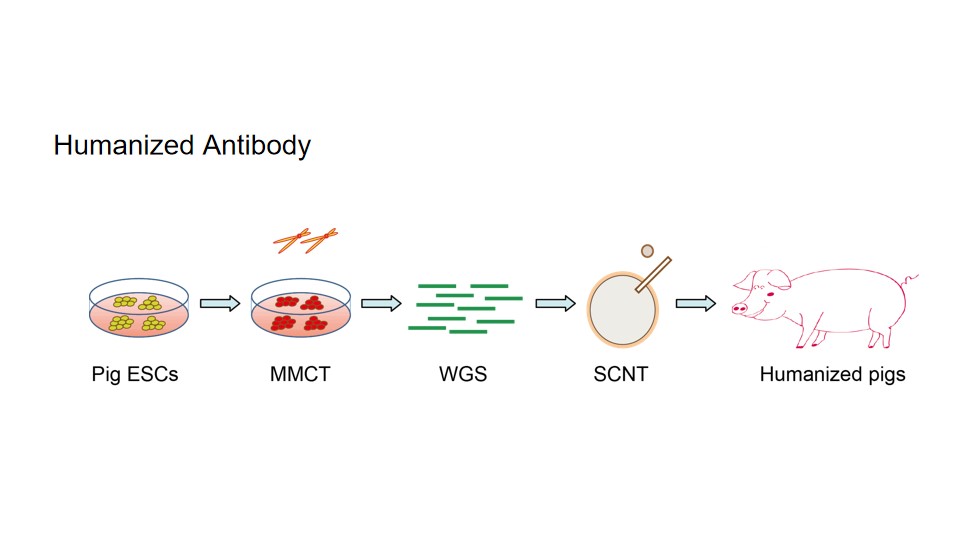 Humanized Antibody
Pig ESCs
MMCT
WGS
SCNT
Humanized pigs